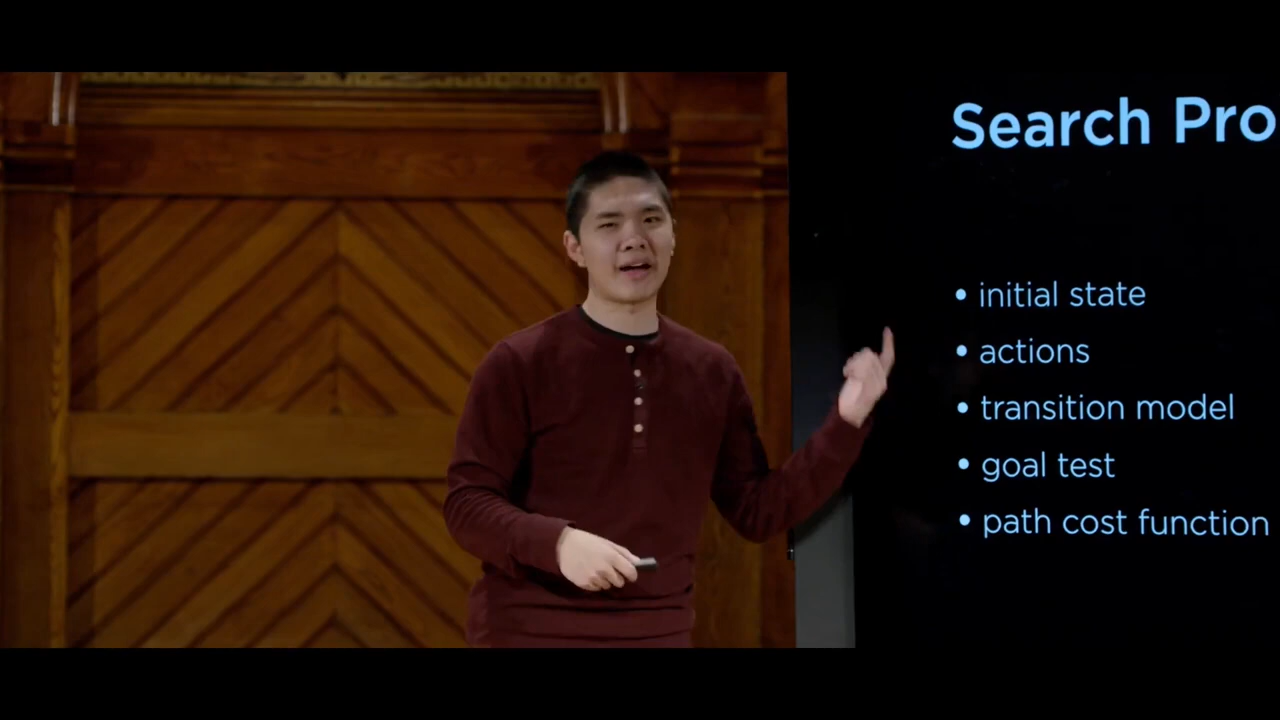 Search Pro
• initial state
• actions
• transition model
• goal test
• path cost function